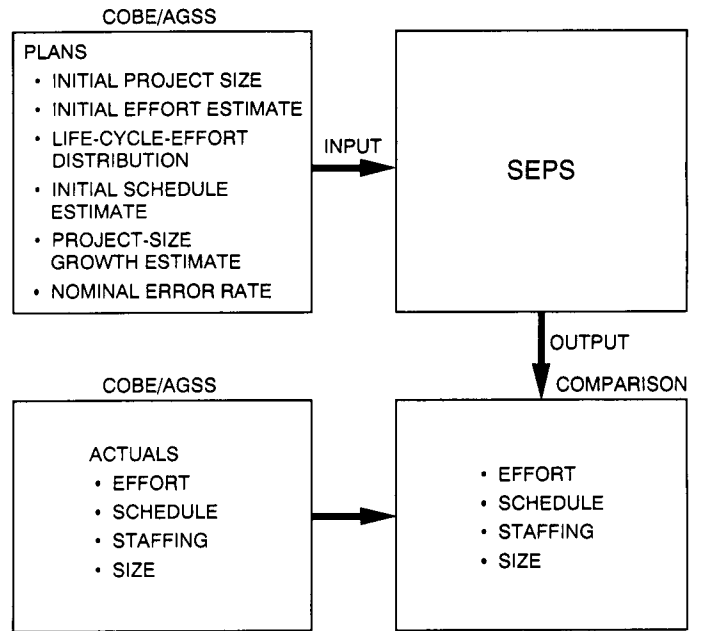 COBE/AGSS
PLANS
• INITIAL PROJECT SIZE
• INITIAL EFFORT ESTIMATE
• LIFE-CYCLE-EFFORT
DISTRIBUTION
• INITIAL SCHEDULE
ESTIMATE
• PROJECT-SIZE
GROWTH ESTIMATE
• NOMINAL ERROR RATE
INPUT
SEPS
OUTPUT
COBE/AGSS
ACTUALS
• EFFORT
• SCHEDULE
• STAFFING
• SIZE
COMPARISON
• EFFORT
• SCHEDULE
• STAFFING
• SIZE